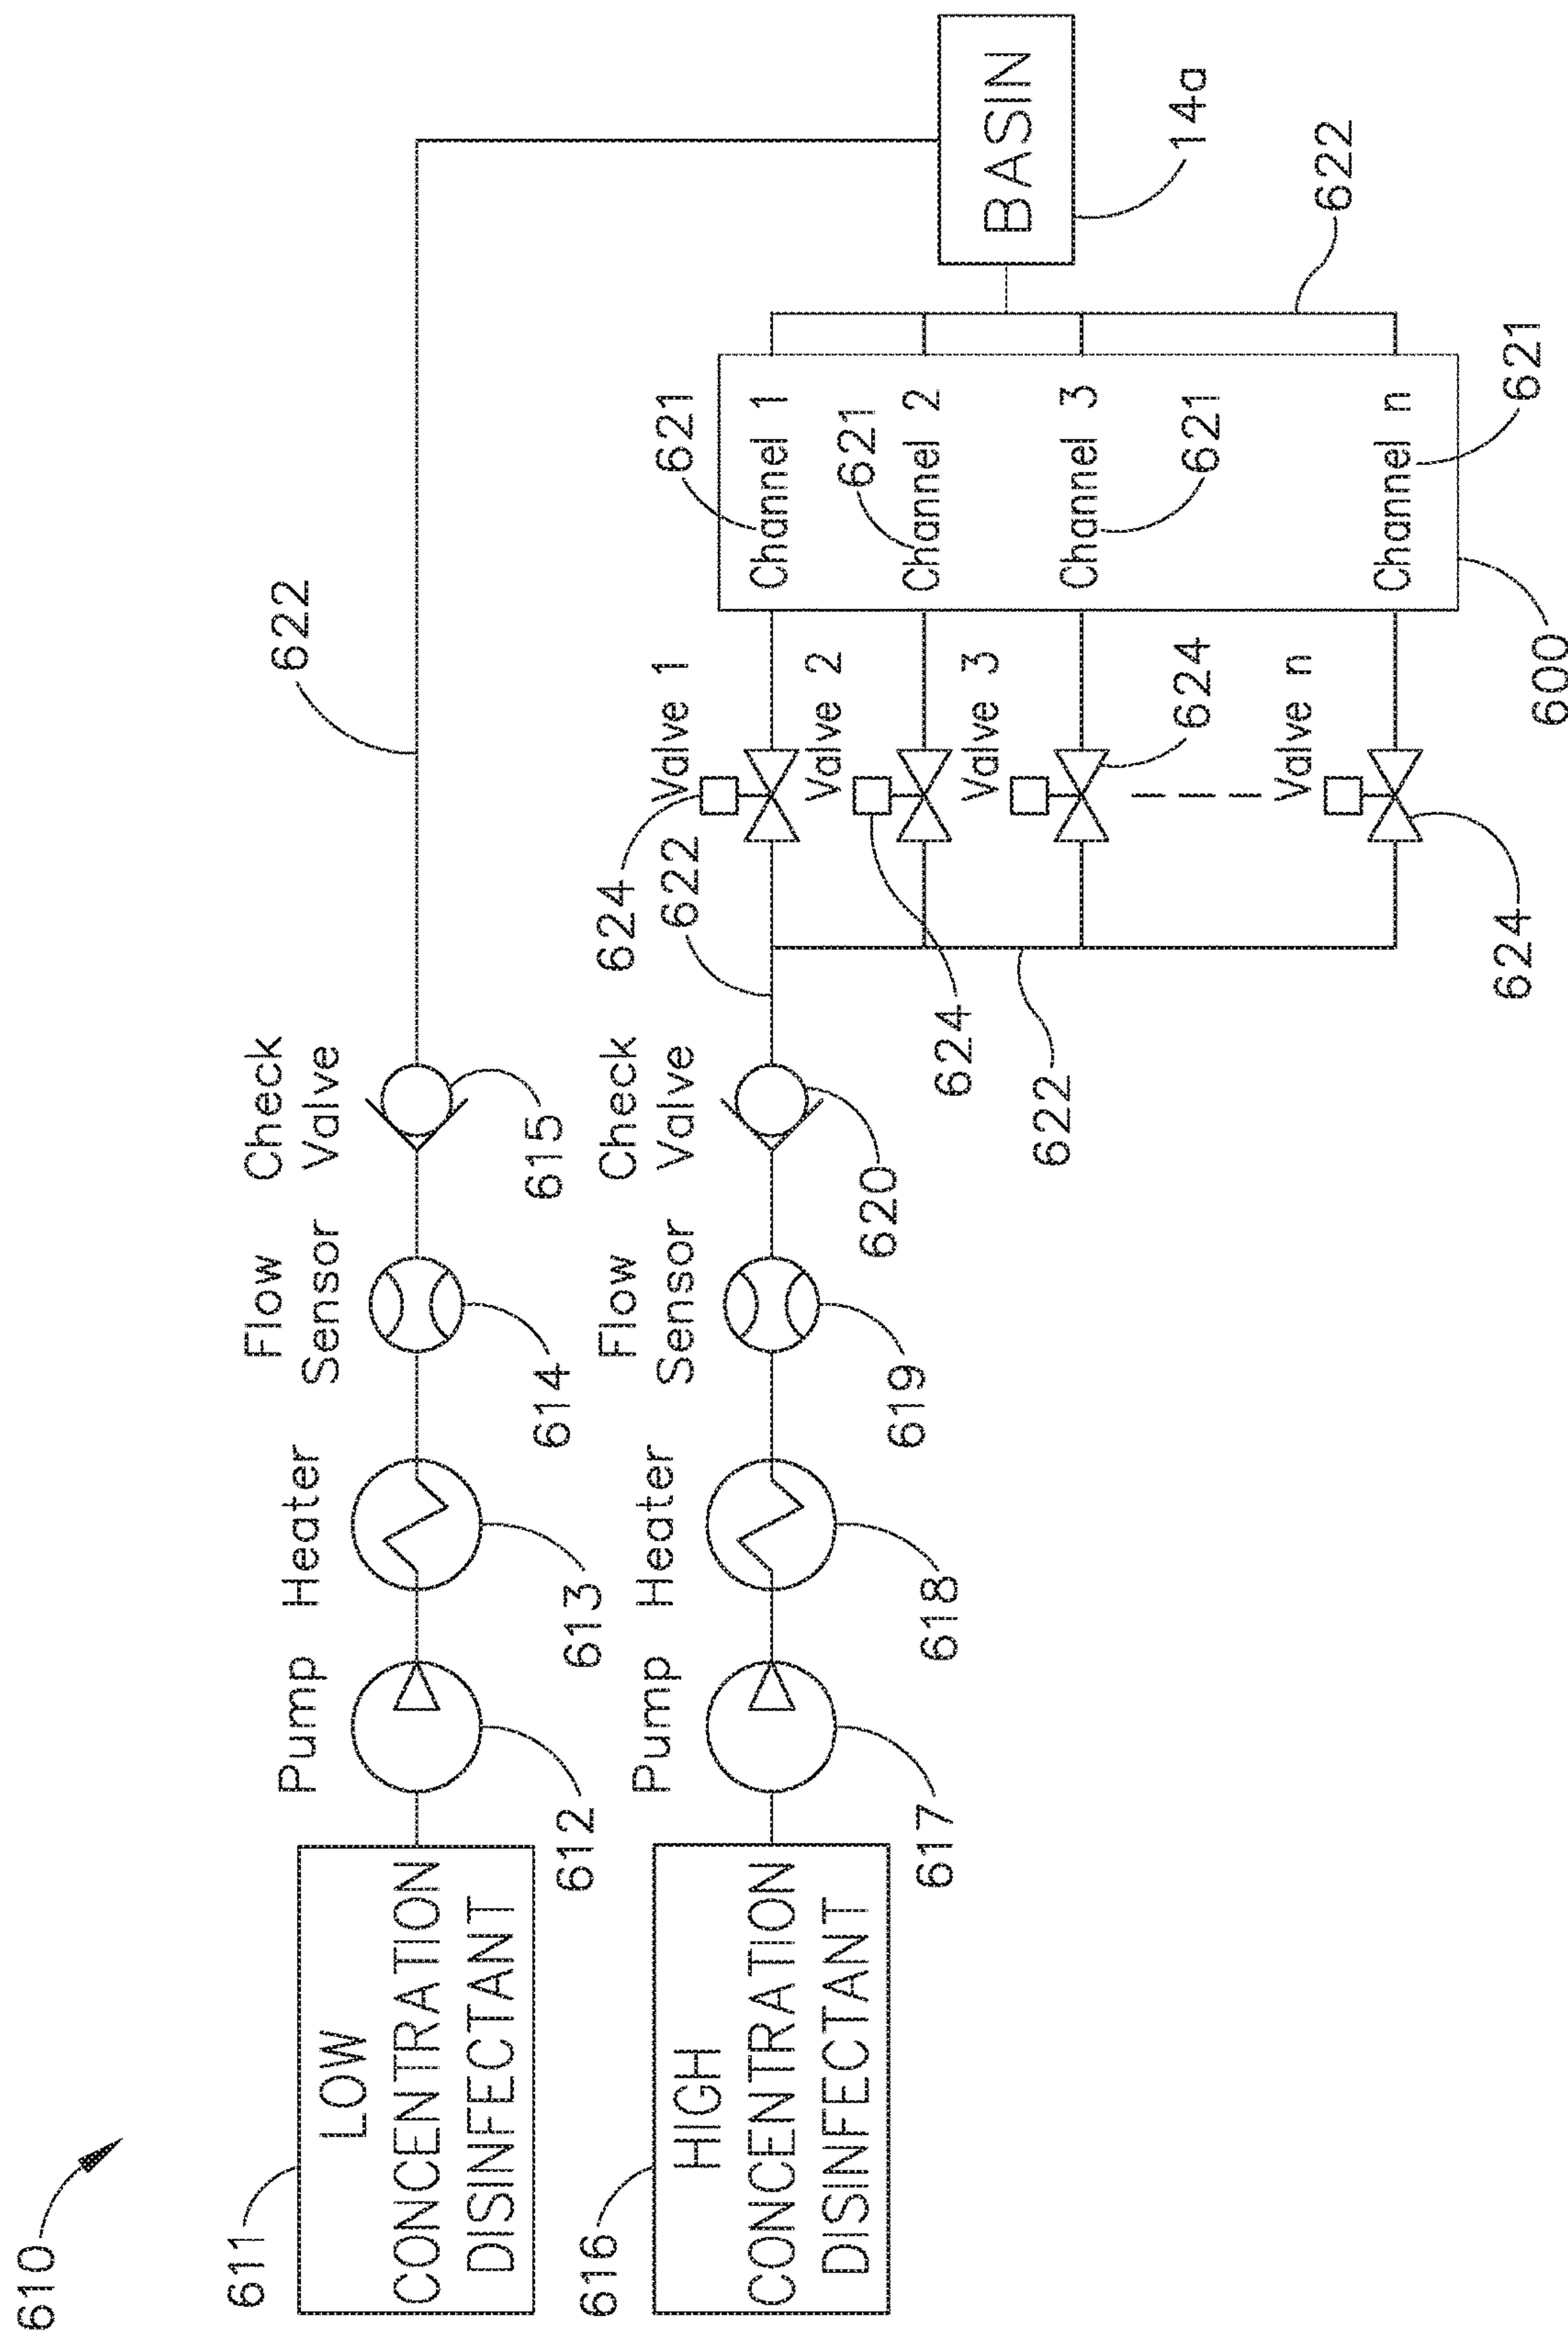 610
611
LOW
CONCENTRATION
DISINFECTANT
Pump
612
Heater
613
Flow
Sensor
614
Check
Valve
615
622
616
HIGH
CONCENTRATION
DISINFECTANT
Pump
617
Heater
618
Flow
Sensor
619
Check
Valve
620
622
622
624
Valve 1
624
Valve 2
Valve 3
624
Valve n
624
621
Channel 1
621
Channel 2
Channel 3
621
Channel n
621
600
622
BASIN
14a